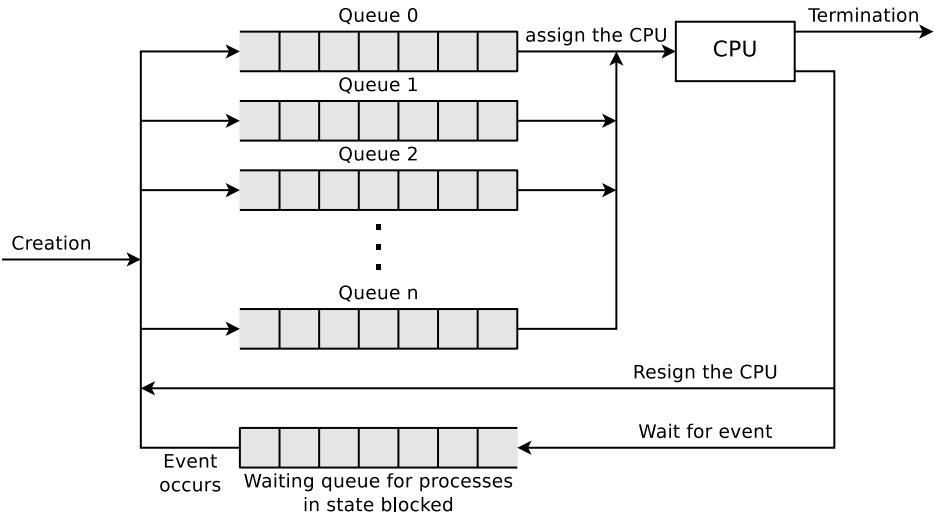 Queue 0
Termination
assign the CPU
CPU
Queue 1
Queue 2
Creation
Queue n
Resign the CPU
Wait for event
Event
occurs
Waiting queue for processes
in state blocked